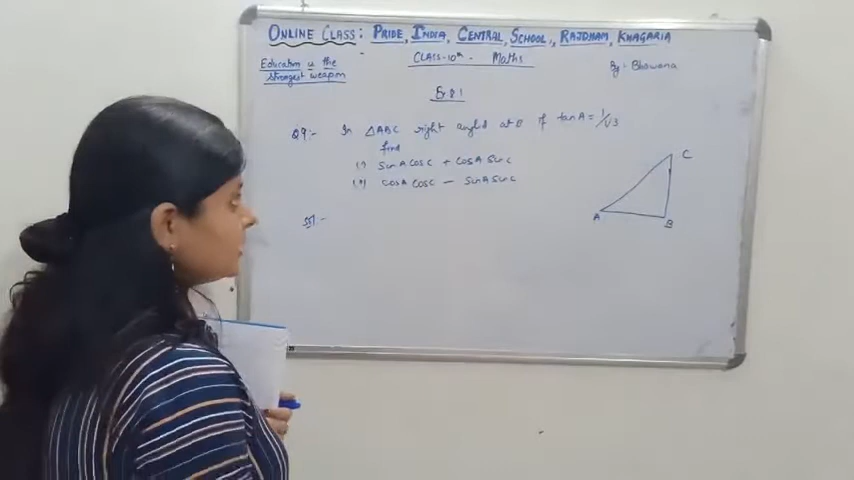 ONLINE CLASS: PRIDE, INDIA, CENTRAL, SCHOOL, RAJDHAM, KHAGARIA
Education is the strongest weapon
CLASS-10th - Maths
By:- Bhawana
Ex 8.1
Q9:- In △ABC right angled at B if tanA = 1/√3
find
(i) SinA CosC + CosA SinC
(ii) CosA CosC - SinA SinC
Sol:-
C
A
B